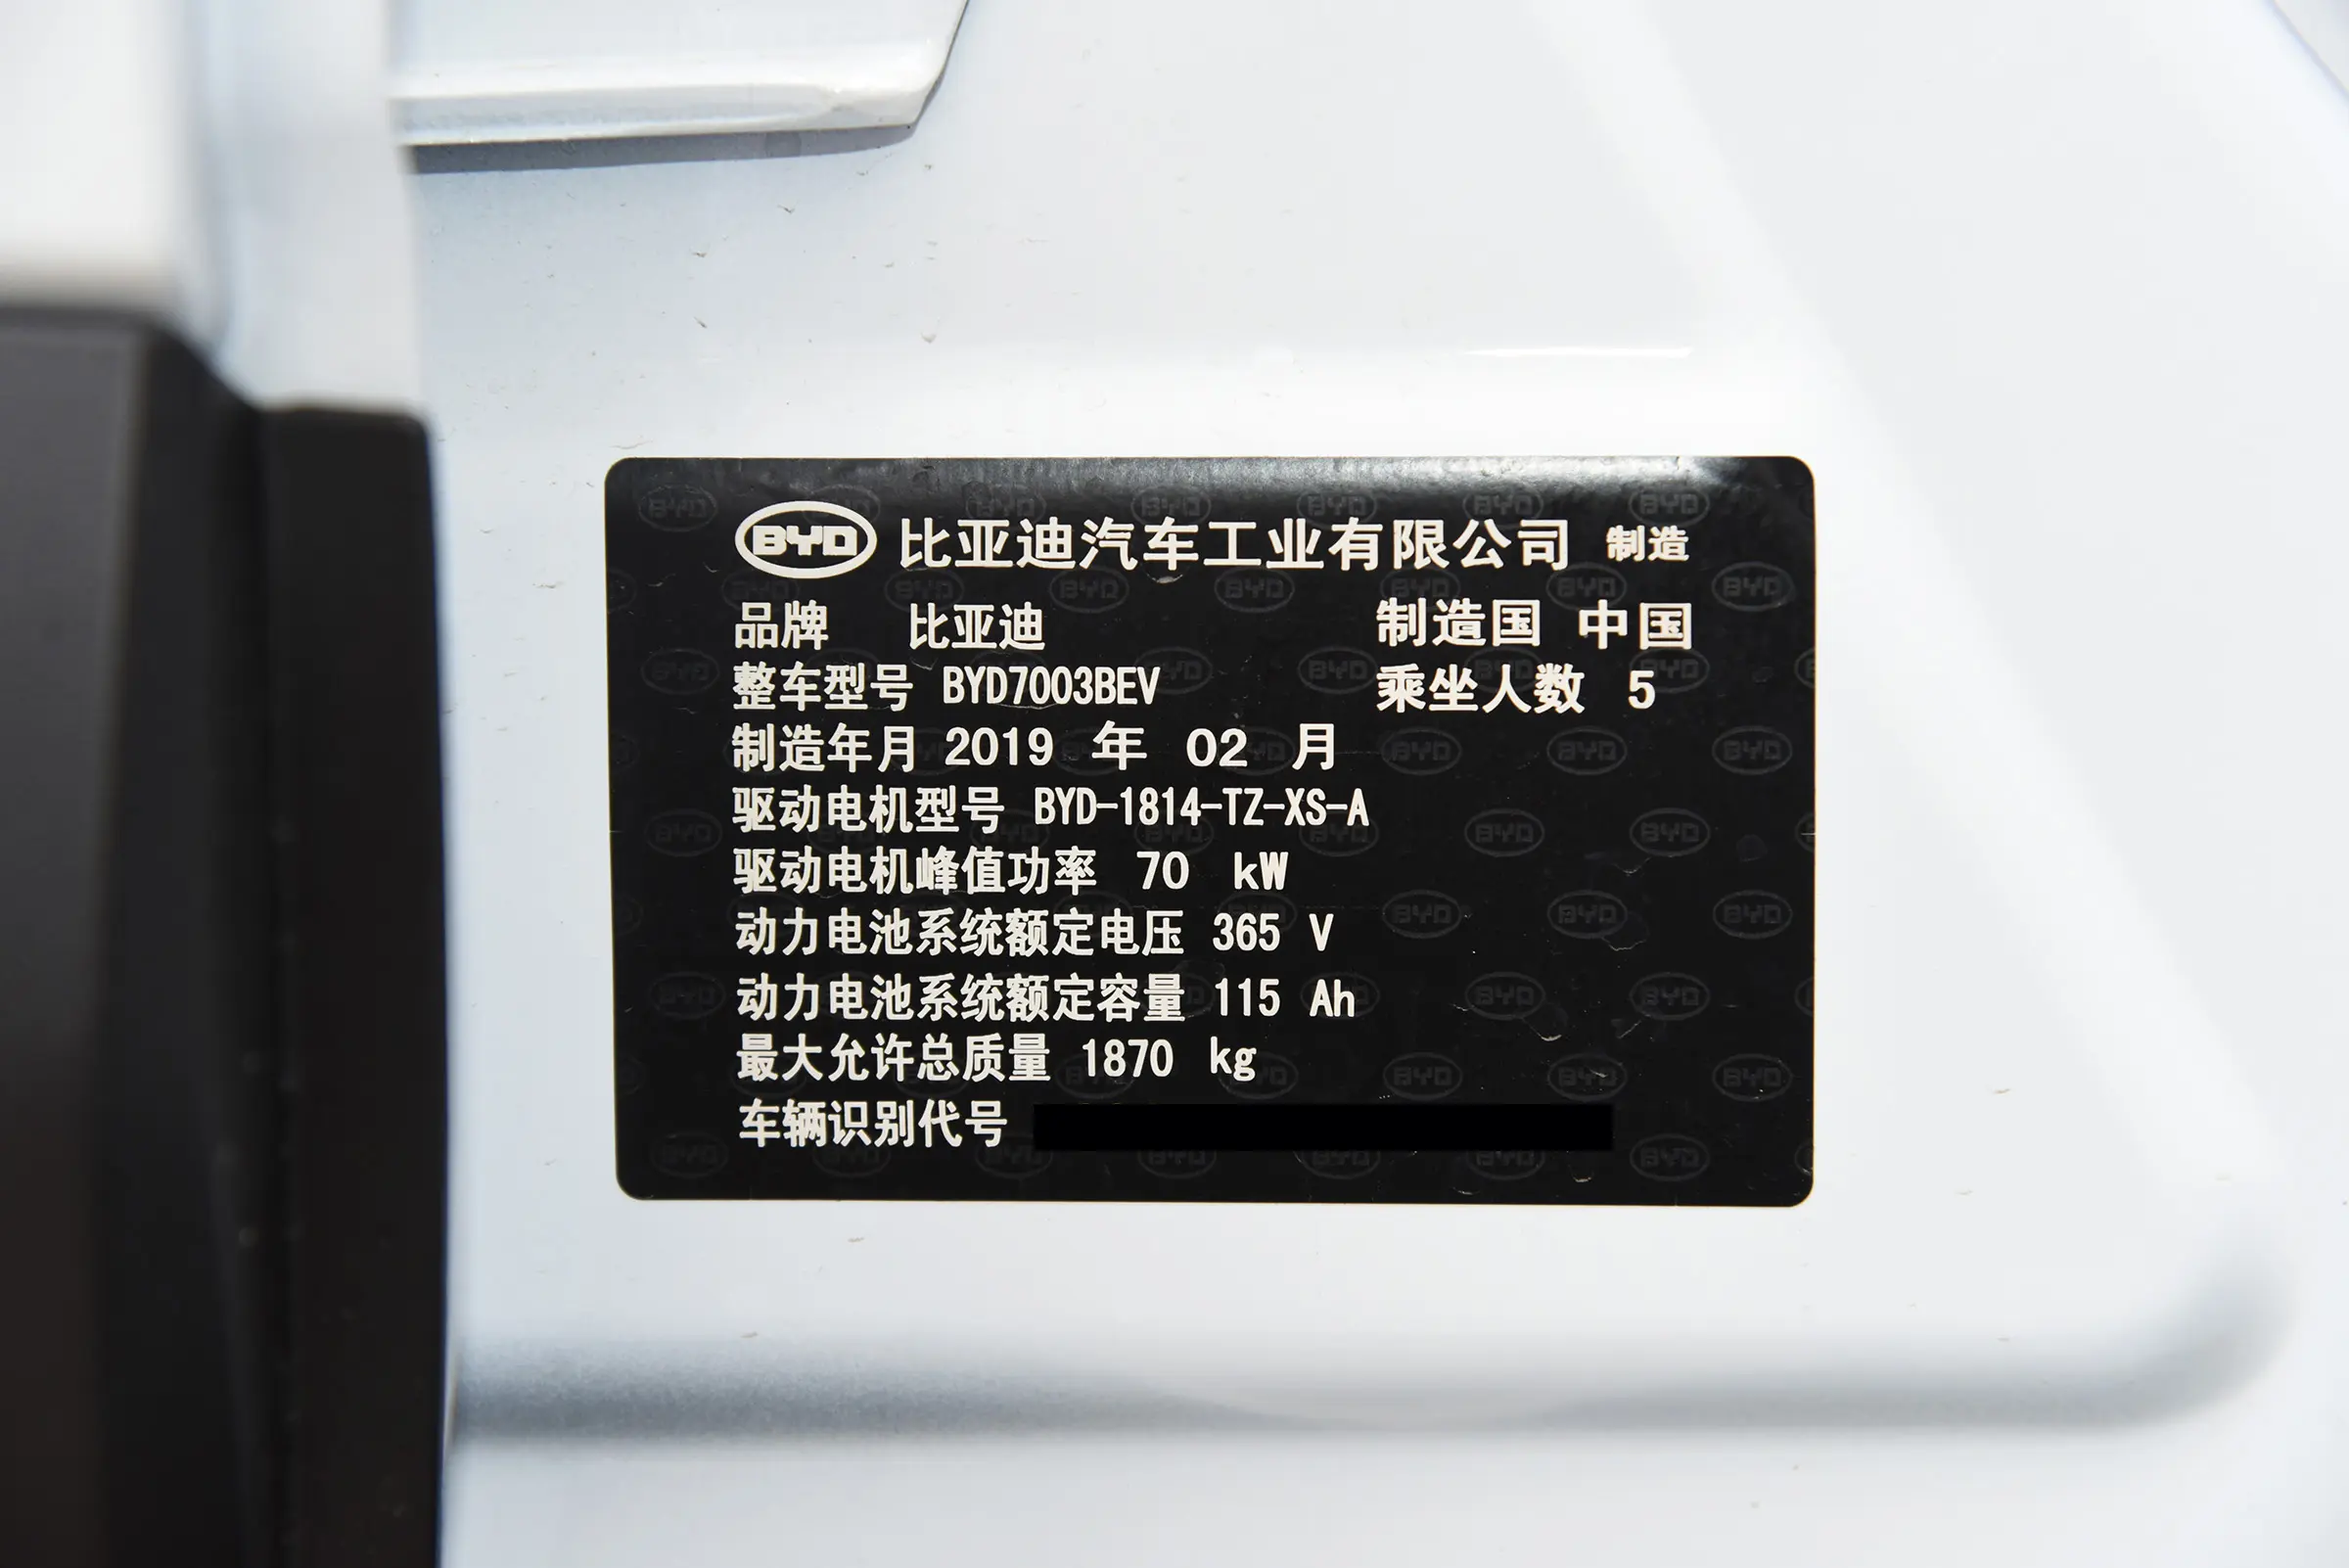 BYD 比亚迪汽车工业有限公司 制造
品牌 比亚迪 制造国 中国
整车型号 BYD7003BEV 乘坐人数 5
制造年月 2019 年 02 月
驱动电机型号 BYD-1814-TZ-XS-A
驱动电机峰值功率 70 kW
动力电池系统额定电压 365 V
动力电池系统额定容量 115 Ah
最大允许总质量 1870 kg
车辆识别代号